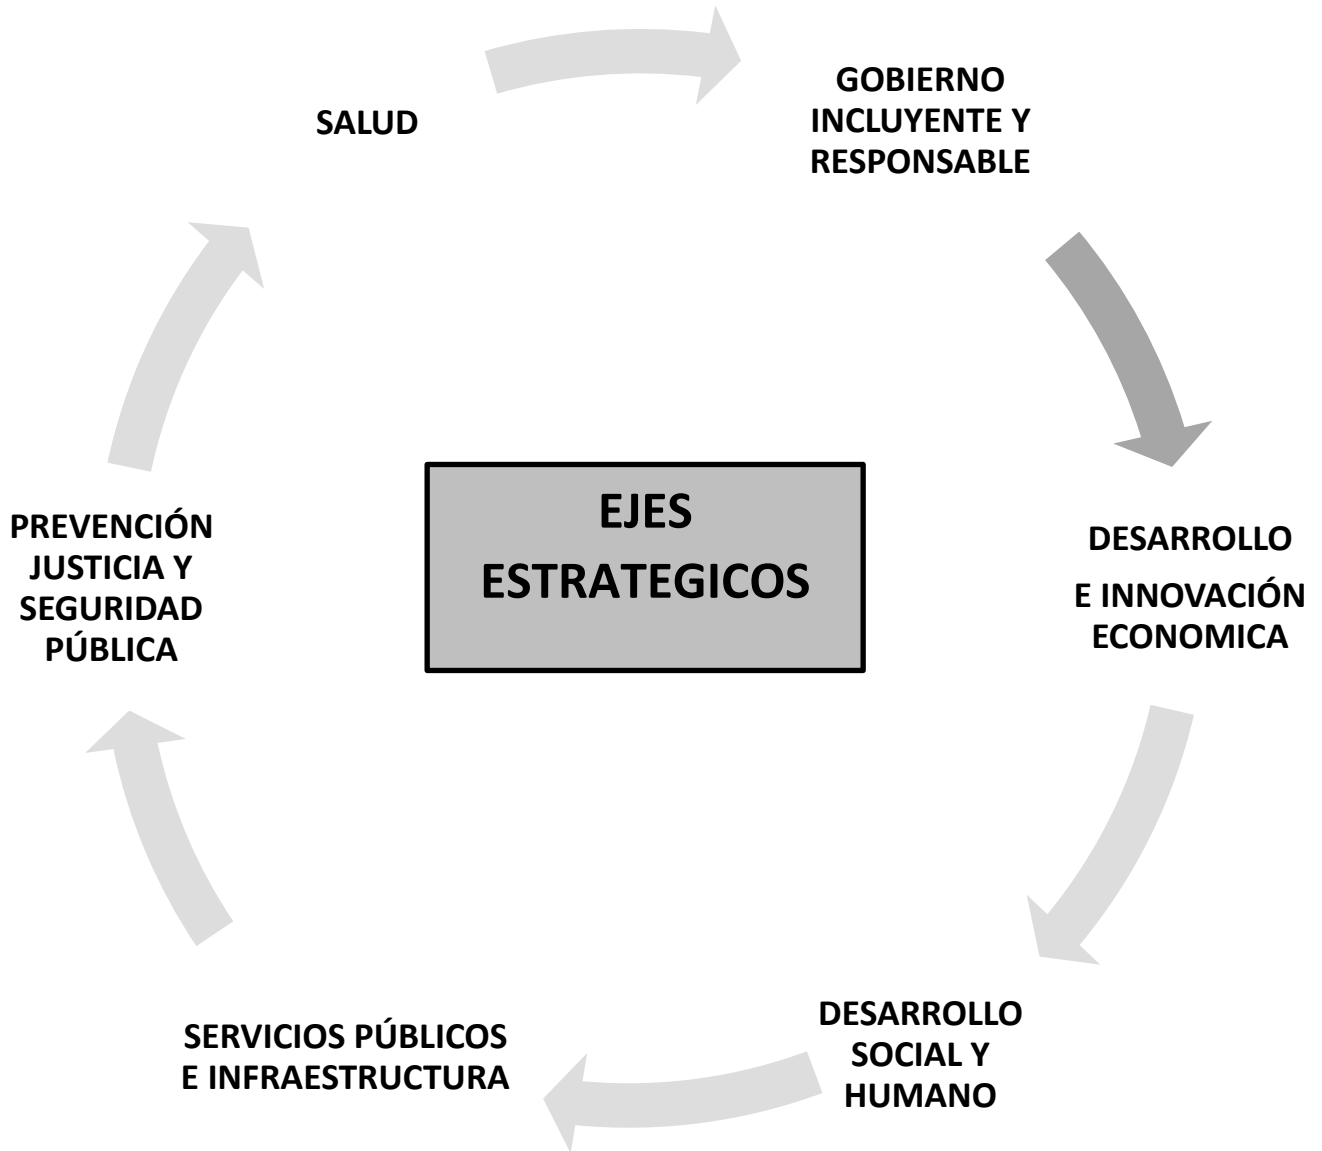 SALUD
GOBIERNO
INCLUYENTE Y
RESPONSABLE
DESARROLLO
E INNOVACIÓN
ECONOMICA
DESARROLLO
SOCIAL Y
HUMANO
SERVICIOS PÚBLICOS
E INFRAESTRUCTURA
PREVENCIÓN
JUSTICIA Y
SEGURIDAD
PÚBLICA
EJES
ESTRATEGICOS